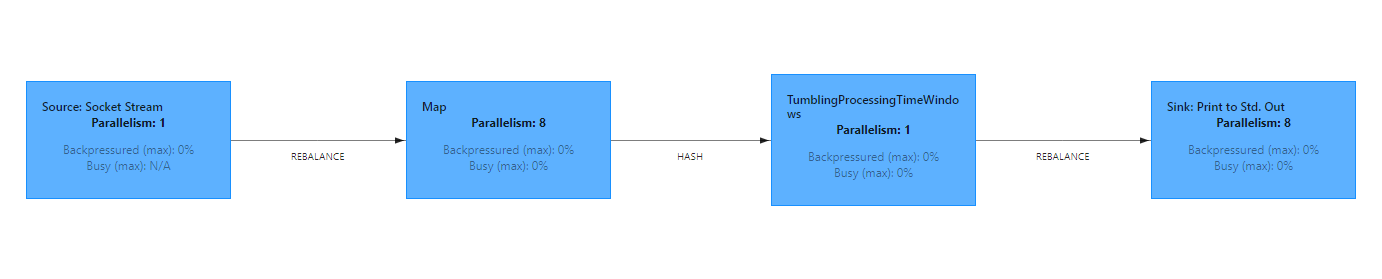 Source: Socket Stream
Parallelism: 1
Backpressured (max): 0%
Busy (max): N/A
REBALANCE
Map
Parallelism: 8
Backpressured (max): 0%
Busy (max): 0%
HASH
TumblingProcessingTimeWindo
ws
Parallelism: 1
Backpressured (max): 0%
Busy (max): 0%
REBALANCE
Sink: Print to Std. Out
Parallelism: 8
Backpressured (max): 0%
Busy (max): 0%